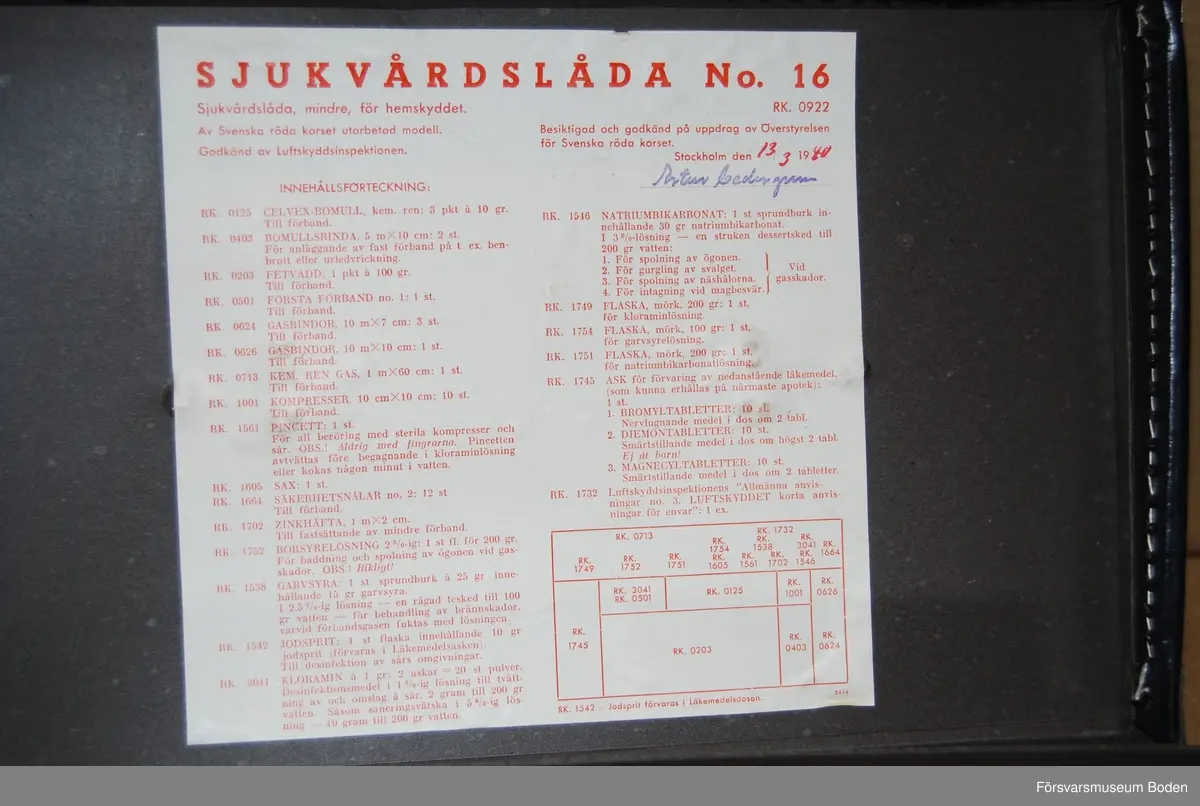 SJUKVÅRDSLÅDA No. 16
Sjukvårdslåda, mindre, för hemskyddet.
RK. 0922
Av Svenska röda korset utarbetad modell.
Godkänd av Luftskyddsinspektionen.
Besiktigad och godkänd på uppdrag av Överstyrelsen
för Svenska röda korset.
Stockholm den 13/3 1940
INNEHÅLLSFÖRTECKNING:
RK. 0125 CELVEX-BOMULL, kem. ren: 3 pkt à 10 gr.
Till förband.
RK. 0403 BOMULLSBINDA, 5 m×10 cm: 2 st.
För anläggande av fast förband på t. ex. ben-
brott eller urledvrickning.
RK. 0203 FETVADD, 1 pkt à 100 gr.
Till förband.
RK. 0501 FÖRSTA FÖRBAND no. 1: 1 st.
Till förband.
RK. 0624 GASBINDOR, 10 m×7 cm: 3 st.
Till förband.
RK. 0626 GASBINDOR, 10 m×10 cm: 1 st.
Till förband.
RK. 0713 KEM. REN GAS, 1 m×60 cm: 1 st.
Till förband.
RK. 1001 KOMPRESSER, 10 cm×10 cm: 10 st.
Till förband.
RK. 1561 PINCETT: 1 st.
För all beröring med sterila kompresser och
sår. OBS.! Aldrig med fingrarna. Pincetten
avtvättas före begagnande i kloraminlösning
eller kokas någon minut i vatten.
RK. 1605 SAX: 1 st.
RK. 1664 SÄKERHETSNÅLAR no. 2: 12 st
Till förband.
RK. 1702 ZINKHÄFTA, 1 m×2 cm.
Till fastsättande av mindre förband.
RK. 1752 BORSYRELÖSNING 2 %-ig: 1 st fl. för 200 gr.
För baddning och spolning av ögonen vid gas-
skador. OBS.! Rikligt!
RK. 1538 GARVSYRA: 1 st sprundburk à 25 gr inne-
hållande 15 gr garvsyra.
I 2,5 %-ig lösning — en rågad tesked till 100
gr vatten — för behandling av brännskador,
varvid förbandsgasen fuktas med lösningen.
RK. 1542 JODSPRIT: 1 st flaska innehållande 10 gr
jodsprit (förvaras i Läkemedelsasken).
Till desinfektion av sårs omgivningar.
RK. 3041 KLORAMIN à 1 gr: 2 askar = 20 st pulver.
Desinfektionsmedel i 1 %-ig lösning till tvätt-
ning av och omslag å sår. 2 gram till 200 gr
vatten. Såsom saneringsvätska i 5 %-ig lös-
ning — 10 gram till 200 gr vatten.
RK. 1546 NATRIUMBIKARBONAT: 1 st sprundburk in-
nehållande 30 gr natriumbikarbonat.
I 3 %-lösning — en struken dessertsked till
200 gr vatten:
1. För spolning av ögonen.
2. För gurgling av svalget.
3. För spolning av näshålorna.
4. För intagning vid magbesvär.
Vid
gasskador.
RK. 1749 FLASKA, mörk, 200 gr: 1 st,
för kloraminlösning.
RK. 1754 FLASKA, mörk, 100 gr: 1 st,
för garvsyrelösning.
RK. 1751 FLASKA, mörk, 200 gr: 1 st.
för natriumbikarbonatlösning.
RK. 1745 ASK för förvaring av nedanstående läkemedel,
(som kunna erhållas på närmaste apotek):
1 st.
1. BROMYLTABLETTER: 10 st.
Nervlugnande medel i dos om 2 tabl.
2. DIEMONTABLETTER: 10 st.
Smärtstillande medel i dos om högst 2 tabl.
Ej åt barn!
3. MAGNECYLTABLETTER: 10 st.
Smärtstillande medel i dos om 2 tabletter.
RK. 1732 Luftskyddsinspektionens "Allmänna anvis-
ningar no. 3. LUFTSKYDDET korta anvis-
ningar för envar": 1 ex.
RK. 0713
RK. 1732
RK. 1749
RK. 1752
RK. 1751
RK. 1754
RK. 1605
RK. 1538
RK. 1561
RK. 1702
RK. 3041
RK. 1546
RK. 1664
RK. 3041
RK. 0501
RK. 0125
RK. 1001
RK. 0626
RK. 1745
RK. 0203
RK. 0403
RK. 0624
RK. 1542 Jodsprit förvaras i Läkemedelsdosan.
Försvarsmuseum Boden